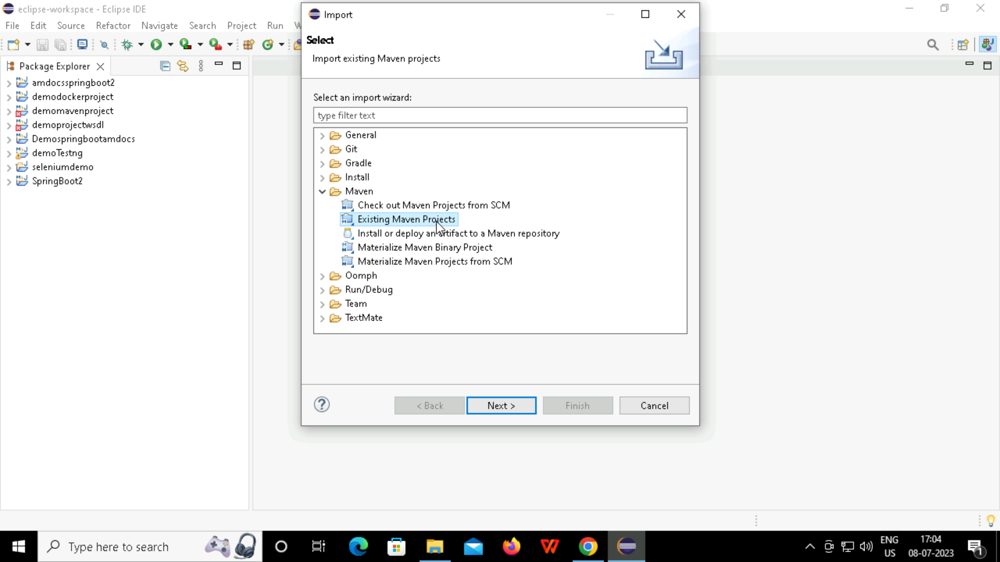 eclipse-workspace - Eclipse IDE
File Edit Source Refactor Navigate Search Project Run
Package Explorer
amdocsspringboot2
demodockerproject
demomavenproject
demoprojectwsdl
Demospringbootamdocs
demoTestng
seleniumdemo
SpringBoot2
Import
Select
Import existing Maven projects
Select an import wizard:
type filter text
General
Git
Gradle
Install
Maven
Check out Maven Projects from SCM
Existing Maven Projects
Install or deploy an artifact to a Maven repository
Materialize Maven Binary Project
Materialize Maven Projects from SCM
Oomph
Run/Debug
Team
TextMate
< Back Next > Finish Cancel
Type here to search
ENG
US
17:04
08-07-2023
1